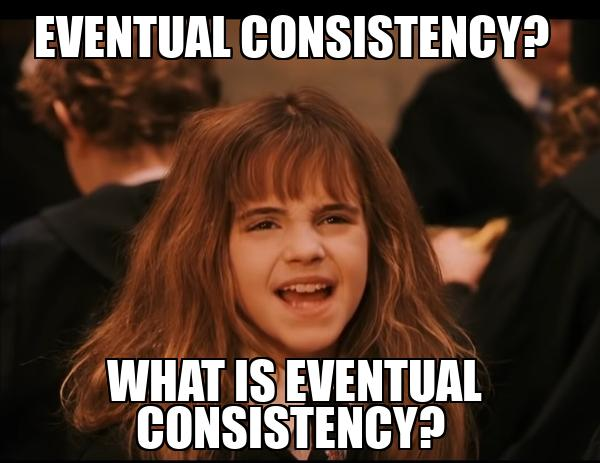 EVENTUAL CONSISTENCY?
WHAT IS EVENTUAL
CONSISTENCY?